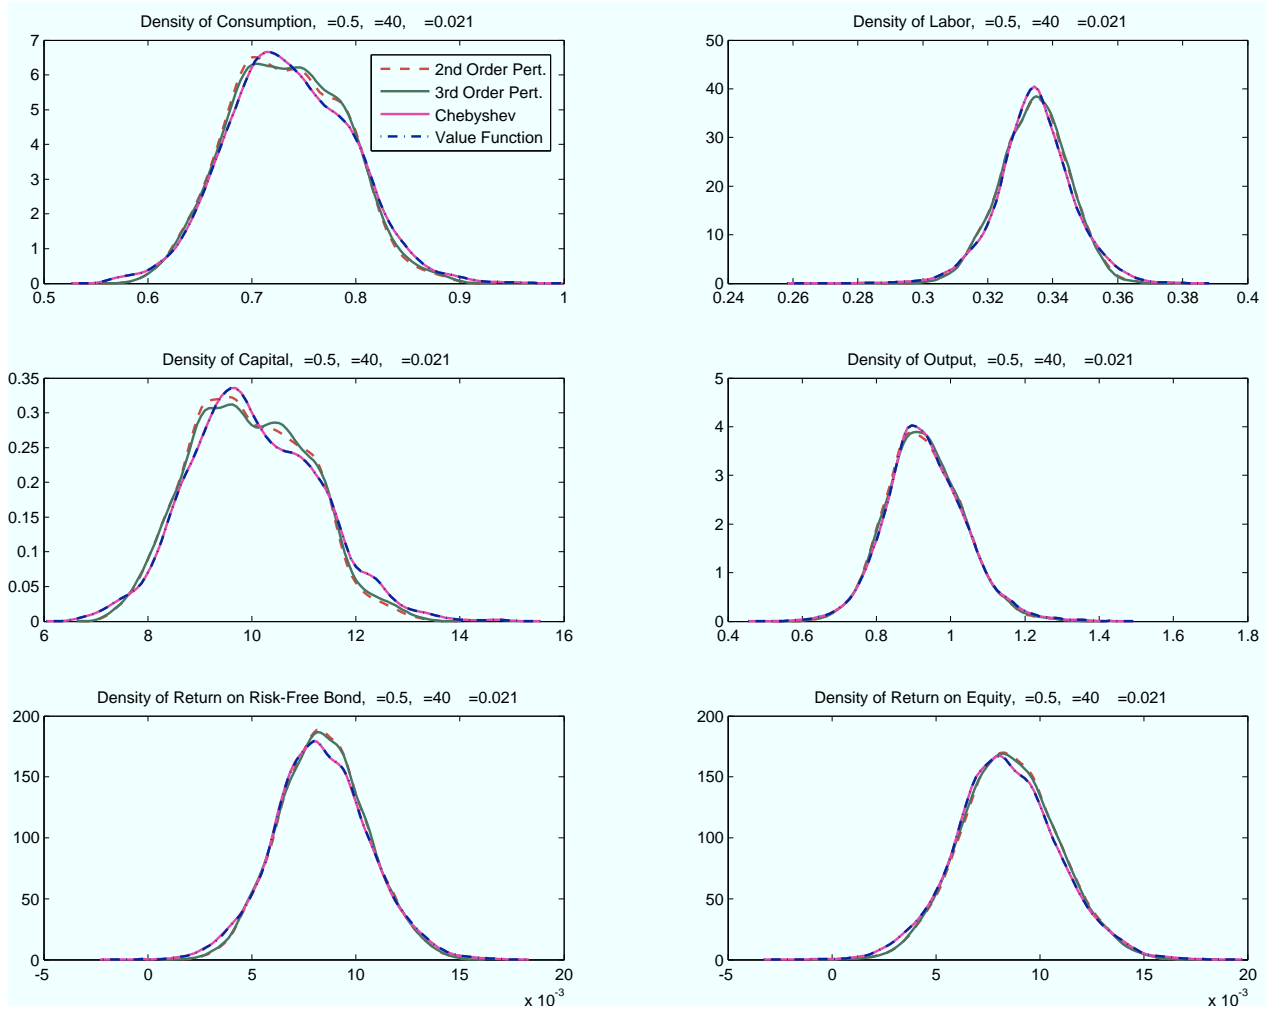 Density of Consumption, =0.5, =40, =0.021
7
6
5
4
3
2
1
0
0.5 0.6 0.7 0.8 0.9 1
2nd Order Pert.
3rd Order Pert.
Chebyshev
Value Function
Density of Labor, =0.5, =40 =0.021
50
40
30
20
10
0
0.24 0.26 0.28 0.3 0.32 0.34 0.36 0.38 0.4
Density of Capital, =0.5, =40, =0.021
0.35
0.3
0.25
0.2
0.15
0.1
0.05
0
6 8 10 12 14 16
Density of Output, =0.5, =40, =0.021
5
4
3
2
1
0
0.4 0.6 0.8 1 1.2 1.4 1.6 1.8
Density of Return on Risk-Free Bond, =0.5, =40 =0.021
200
150
100
50
0
-5 0 5 10 15 20
x 10⁻³
Density of Return on Equity, =0.5, =40 =0.021
200
150
100
50
0
-5 0 5 10 15 20
x 10⁻³